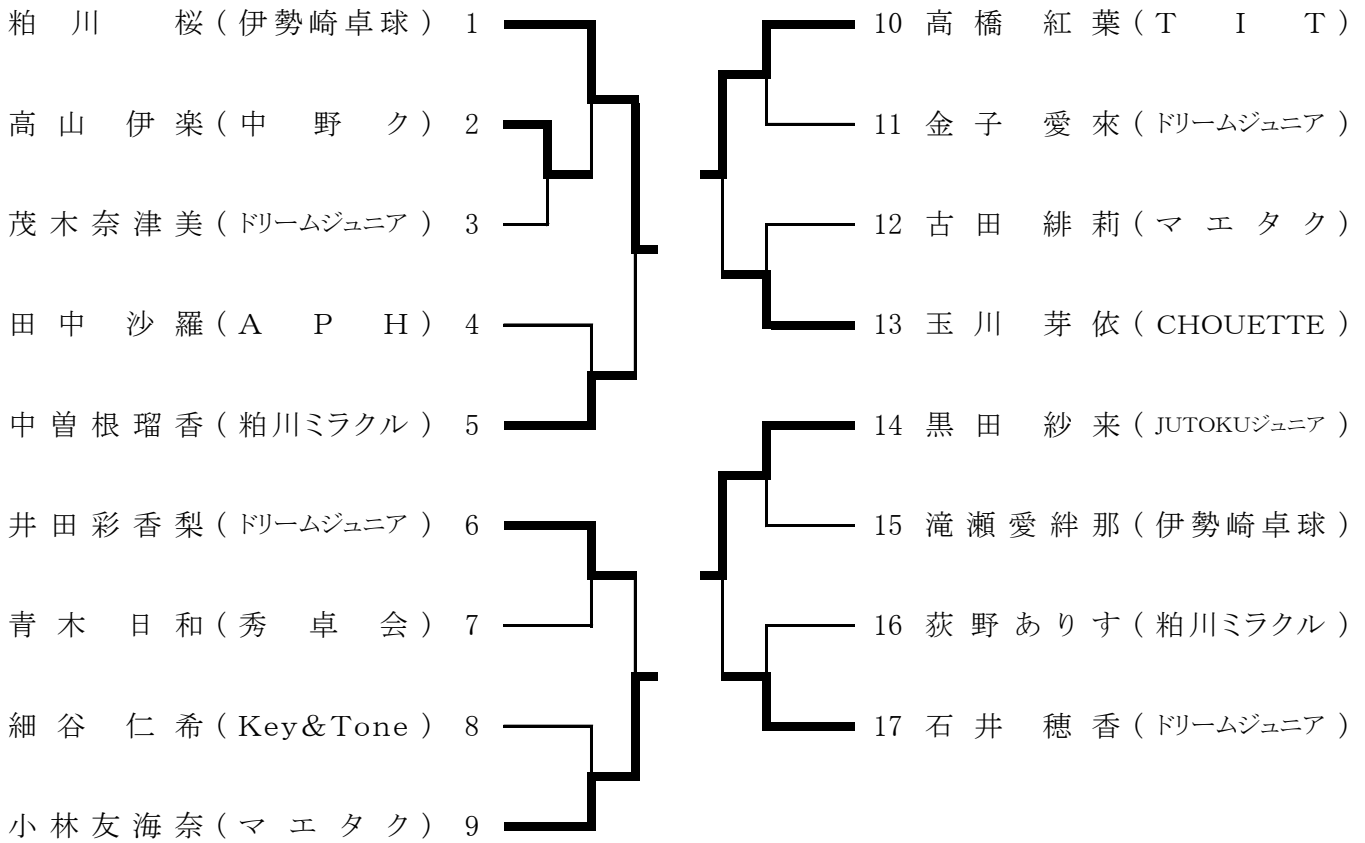 粕川 桜 ( 伊勢崎卓球 ) 1
高山 伊楽 ( 中野ク ) 2
茂木奈津美 ( ドリームジュニア ) 3
田中 沙羅 ( A P H ) 4
中曽根瑠香 ( 粕川ミラクル ) 5
井田彩香梨 ( ドリームジュニア ) 6
青木 日和 ( 秀卓会 ) 7
細谷 仁希 ( Key&Tone ) 8
小林友海奈 ( マエタク ) 9
10 高橋 紅葉 ( T I T )
11 金子 愛來 ( ドリームジュニア )
12 古田 緋莉 ( マエタク )
13 玉川 芽依 ( CHOUETTE )
14 黒田 紗来 ( JUTOKUジュニア )
15 滝瀬愛絆那 ( 伊勢崎卓球 )
16 荻野ありす ( 粕川ミラクル )
17 石井 穂香 ( ドリームジュニア )